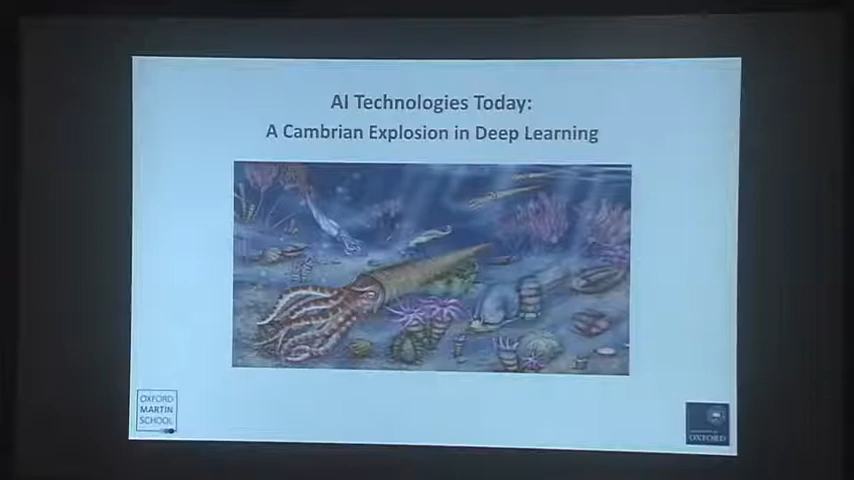 AI Technologies Today:
A Cambrian Explosion in Deep Learning
OXFORD
MARTIN
SCHOOL
OXFORD